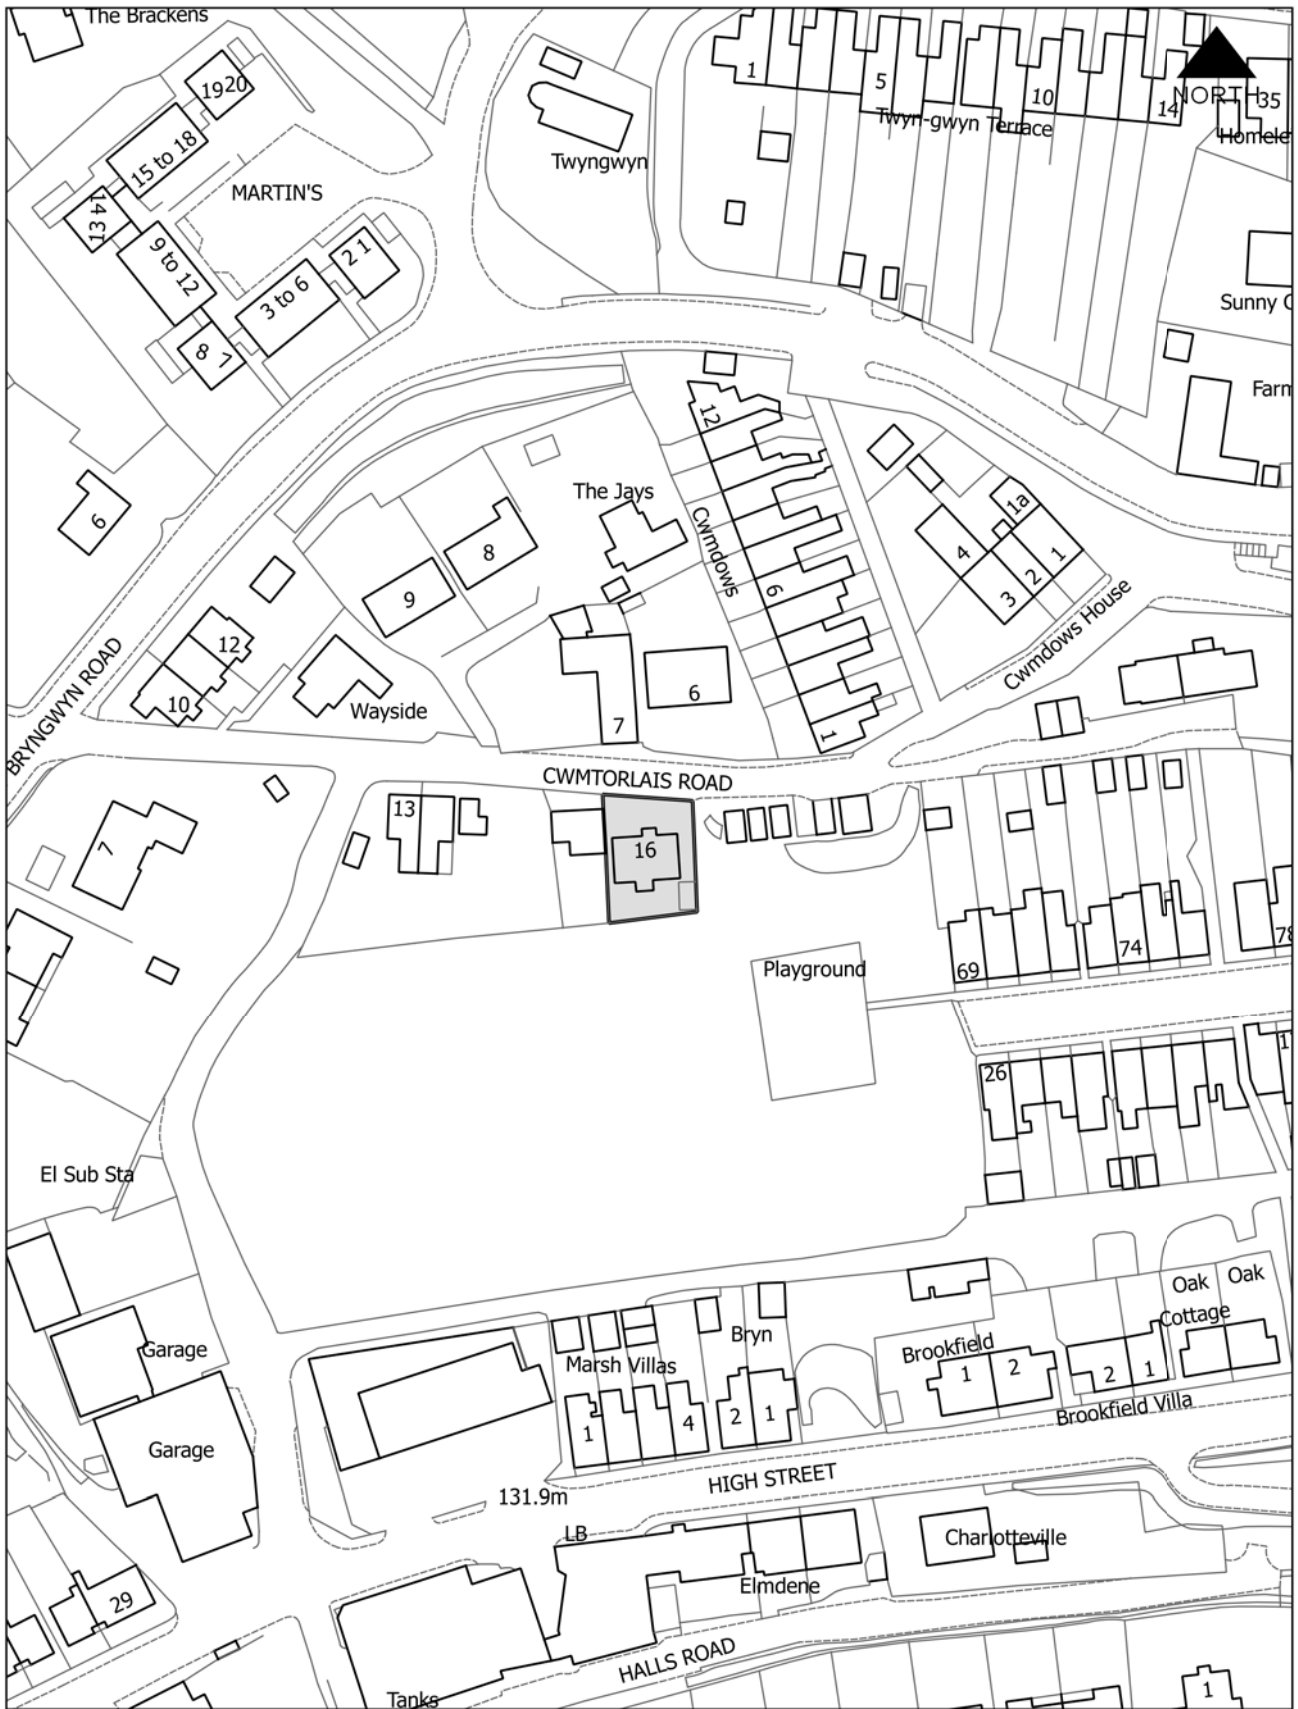 The Brackens
1920
15 to 18
MARTIN'S
14
13
9 to 12
2 1
3 to 6
8 7
Twyngwyn
1
5
10
14
Twyn-gwyn Terrace
NORTH
35
Sunny
6
12
The Jays
8
9
Cwmdows
6
1a
4
1
2
3
Cwmdows House
12
10
Wayside
BRYNGWYN ROAD
7
6
1
CWMTORLAIS ROAD
13
16
7
Playground
69
74
78
26
El Sub Sta
Oak
Oak
Cottage
Garage
Bryn
Marsh Villas
Brookfield
1
2
2
1
1
4
2
1
Brookfield Villa
Garage
HIGH STREET
131.9m
LB
Charlotteville
Elmdene
29
HALLS ROAD
Tanks
1